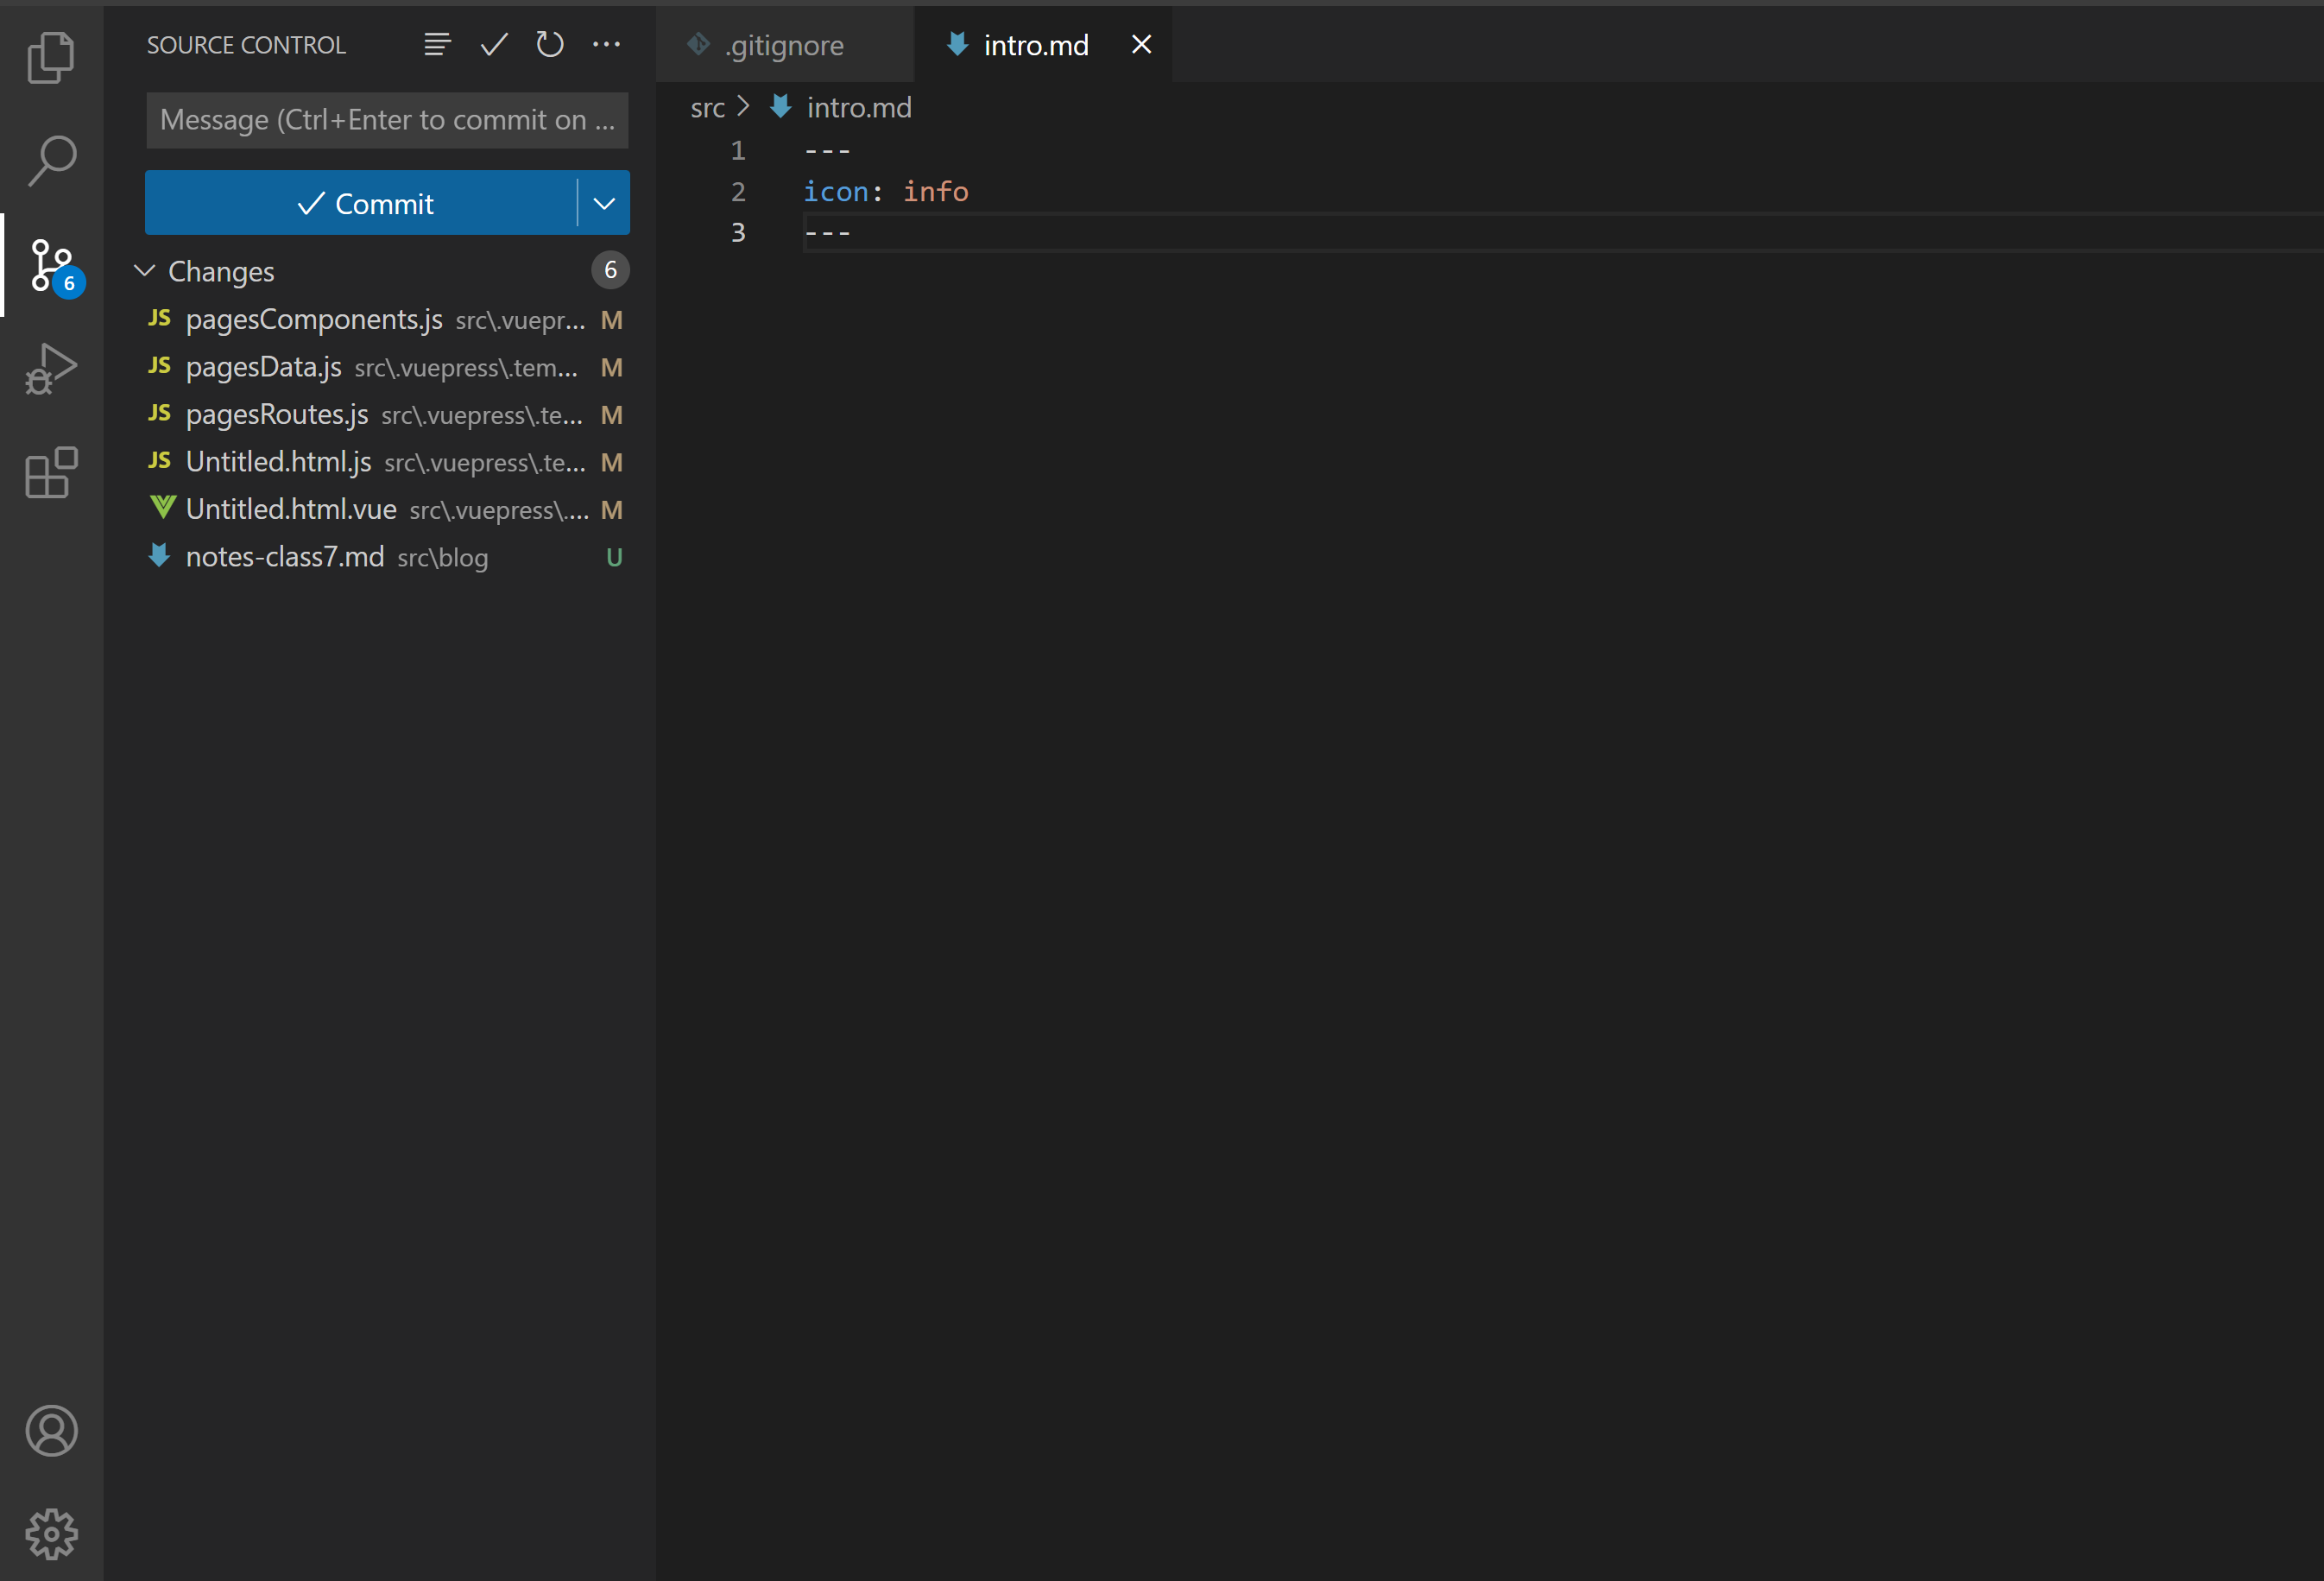 SOURCE CONTROL
Message (Ctrl+Enter to commit on ...
Commit
Changes 6
JS pagesComponents.js src\.vuepr... M
JS pagesData.js src\.vuepress\.tem... M
JS pagesRoutes.js src\.vuepress\.te... M
JS Untitled.html.js src\.vuepress\.te... M
Untitled.html.vue src\.vuepress\.... M
notes-class7.md src\blog U
6
.gitignore
intro.md
src > intro.md
1 ---
2 icon: info
3 ---